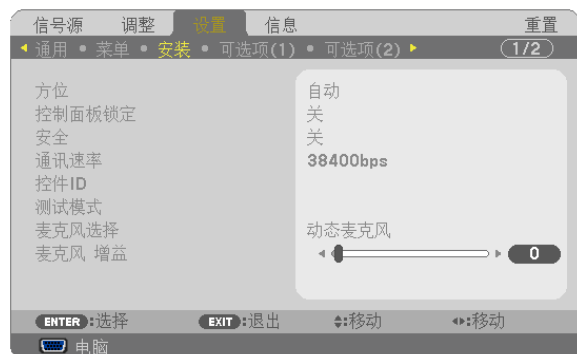 信号源 调整 设置 信息 重置
通用 • 菜单 • 安装 • 可选项(1) • 可选项(2) 1/2
方位 自动
控制面板锁定 关
安全 关
通讯速率 38400bps
控件ID
测试模式
麦克风选择 动态麦克风
麦克风 增益 0
ENTER:选择 EXIT:退出 :移动 :移动
电脑